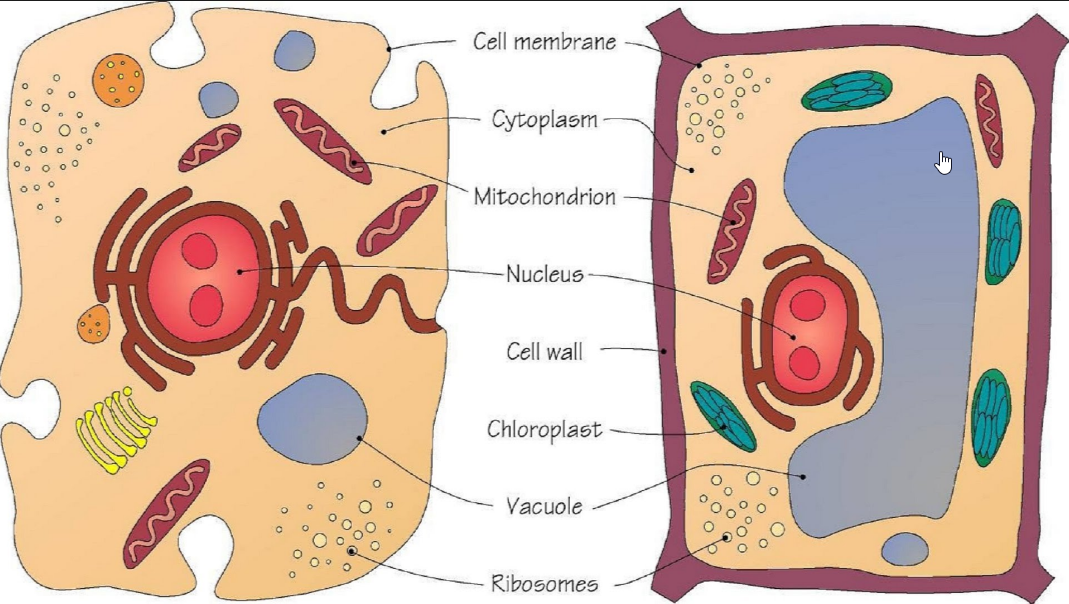 Cell membrane
Cytoplasm
Mitochondrion
Nucleus
Cell wall
Chloroplast
Vacuole
Ribosomes